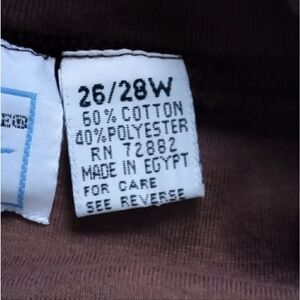 26/28W
60% COTTON
40% POLYESTER
RN 72882
MADE IN EGYPT
FOR CARE
SEE REVERSE